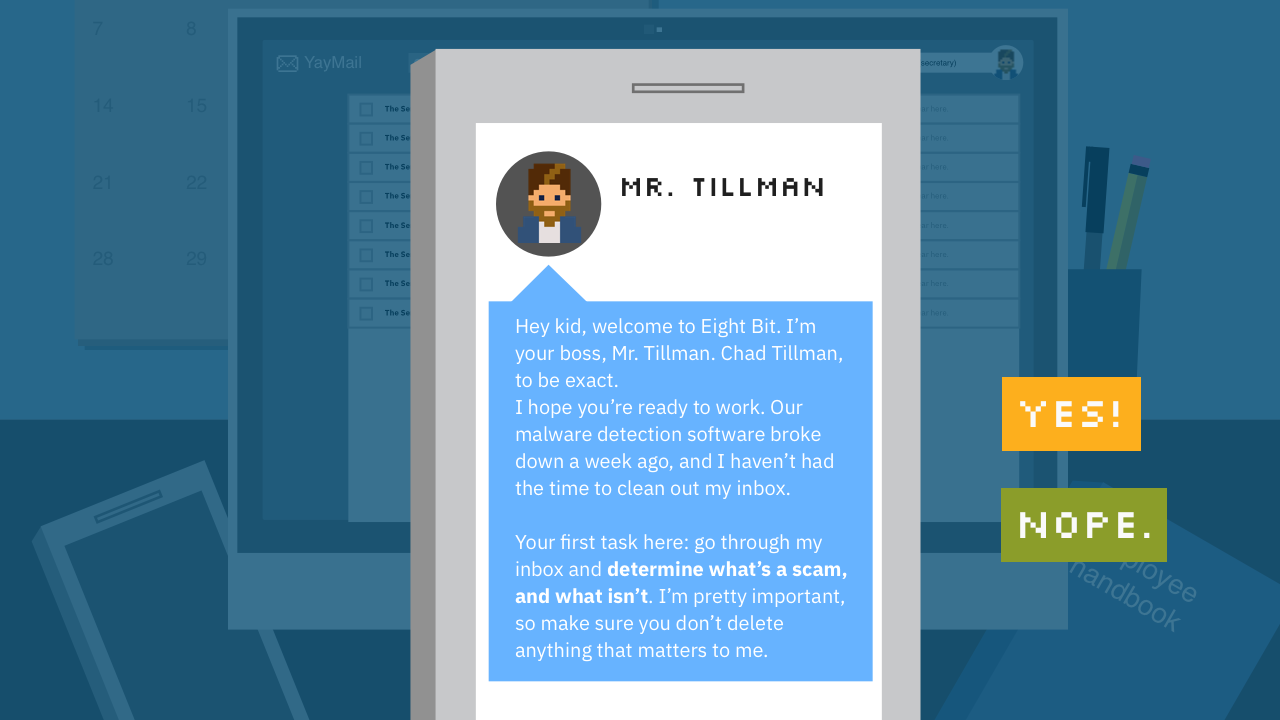 7 8
YayMail
secretary)
MR. TILLMAN
14 15
The Se
The Se
The Se
21 22
The Se
The Se
The Se
28 29
The Se
The Se
Hey kid, welcome to Eight Bit. I’m
your boss, Mr. Tillman. Chad Tillman,
to be exact.
I hope you’re ready to work. Our
malware detection software broke
down a week ago, and I haven’t had
the time to clean out my inbox.
Your first task here: go through my
inbox and determine what’s a scam,
and what isn’t. I’m pretty important,
so make sure you don’t delete
anything that matters to me.
YES!
NOPE.
ployee
handbook